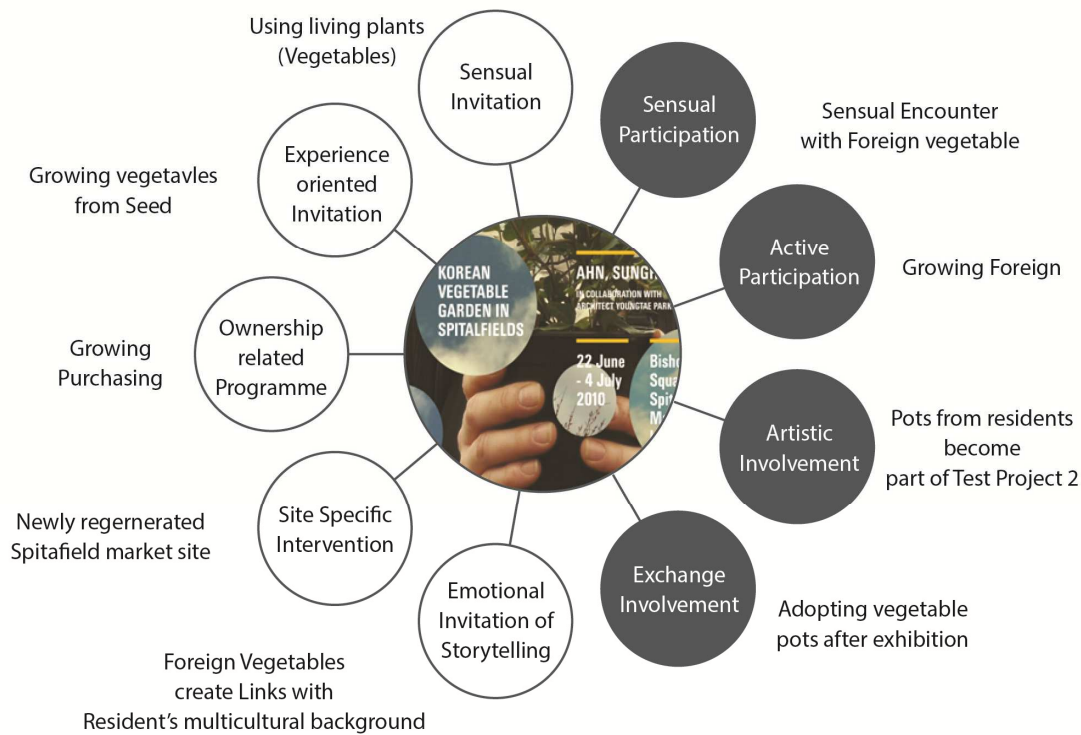 Using living plants
(Vegetables)
Sensual
Invitation
Sensual
Participation
Sensual Encounter
with Foreign vegetable
Experience
oriented
Invitation
Growing vegetavles
from Seed
Active
Participation
Growing Foreign
KOREAN
VEGETABLE
GARDEN IN
SPITALFIELDS
AHN, SUNG
IN COLLABORATION WITH
ARCHITECT YOUNGTAE PARK
22 June
- 4 July
2010
Bish
Squa
Spit
M
Ownership
related
Programme
Growing
Purchasing
Artistic
Involvement
Pots from residents
become
part of Test Project 2
Site Specific
Intervention
Newly regernerated
Spitafield market site
Exchange
Involvement
Adopting vegetable
pots after exhibition
Emotional
Invitation of
Storytelling
Foreign Vegetables
create Links with
Resident’s multicultural background